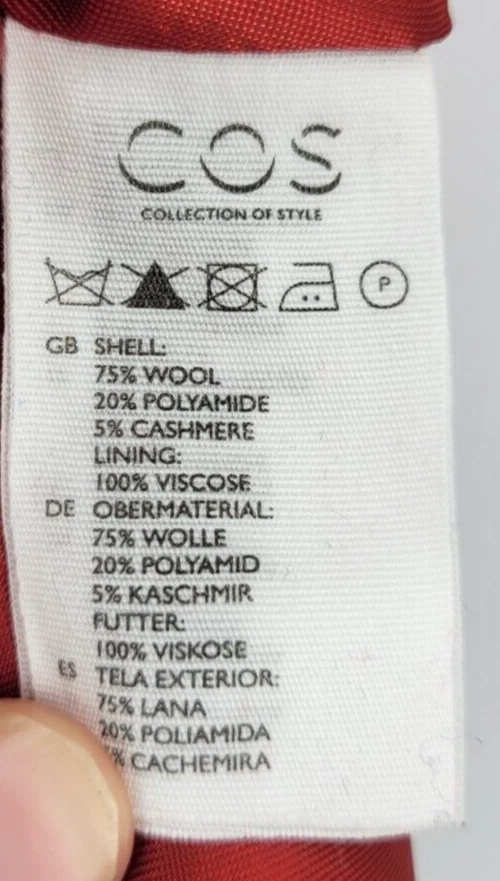 COS
COLLECTION OF STYLE
P
GB SHELL:
75% WOOL
20% POLYAMIDE
5% CASHMERE
LINING:
100% VISCOSE
DE OBERMATERIAL:
75% WOLLE
20% POLYAMID
5% KASCHMIR
FUTTER:
100% VISKOSE
ES TELA EXTERIOR:
75% LANA
20% POLIAMIDA
% CACHEMIRA